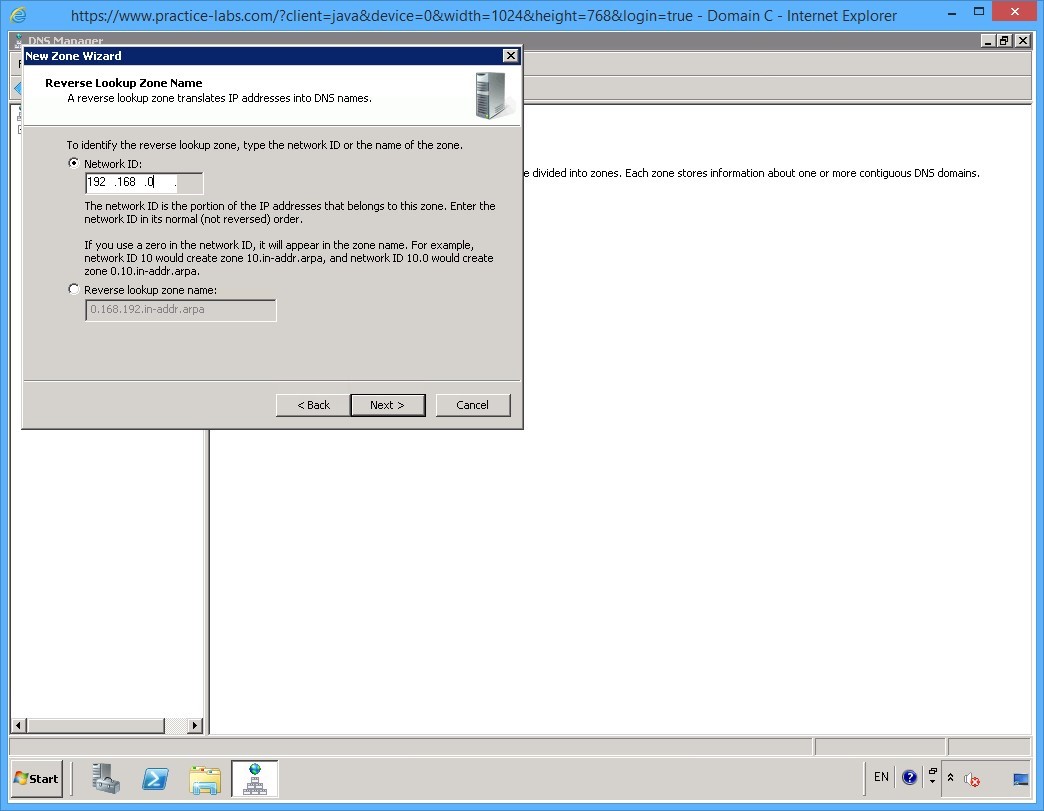 https://www.practice-labs.com/?client=java&device=0&width=1024&height=768&login=true - Domain C - Internet Explorer
DNS Manager
New Zone Wizard
Reverse Lookup Zone Name
A reverse lookup zone translates IP addresses into DNS names.
To identify the reverse lookup zone, type the network ID or the name of the zone.
Network ID:
192 .168 .0 .
The network ID is the portion of the IP addresses that belongs to this zone. Enter the
network ID in its normal (not reversed) order.
If you use a zero in the network ID, it will appear in the zone name. For example,
network ID 10 would create zone 10.in-addr.arpa, and network ID 10.0 would create
zone 0.10.in-addr.arpa.
Reverse lookup zone name:
0.168.192.in-addr.arpa
< Back
Next >
Cancel
e divided into zones. Each zone stores information about one or more contiguous DNS domains.
Start
EN